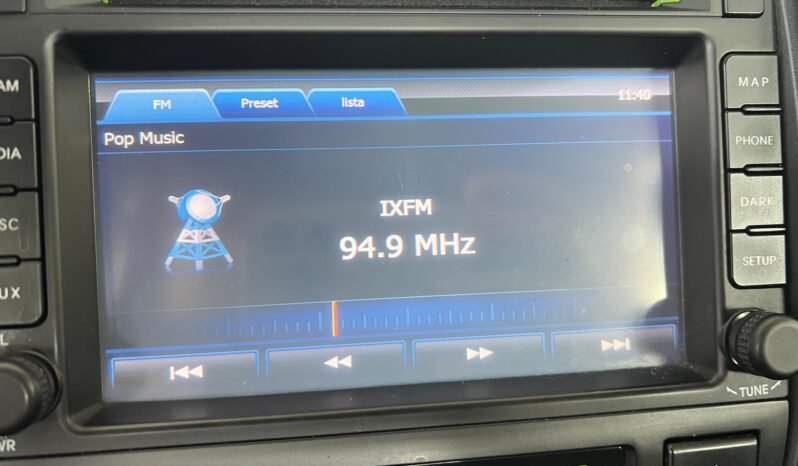 FM
Preset
lista
11:40
Pop Music
IXFM
94.9 MHz
MAP
PHONE
DARK
SETUP
TUNE